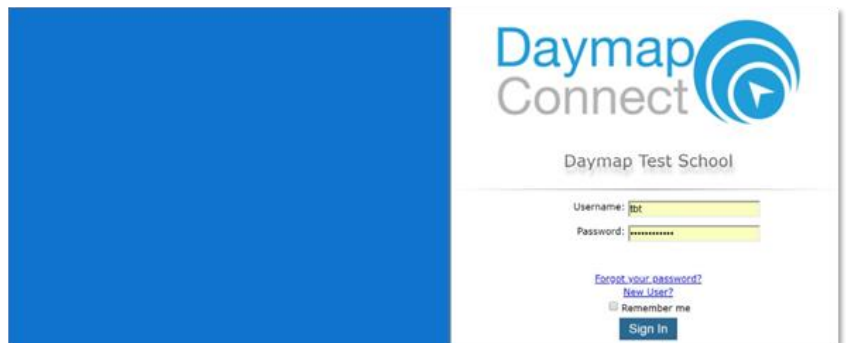 Daymap
Connect
Daymap Test School
Username: tbt
Password: ••••••••••••
Forgot your password?
New User?
Remember me
Sign In